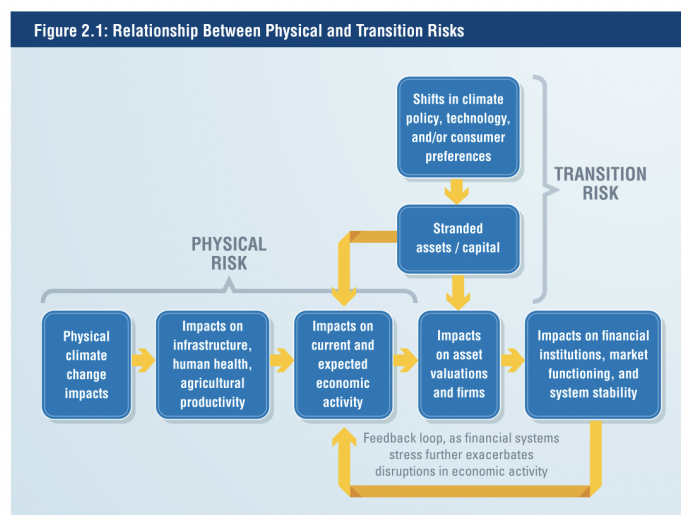 Figure 2.1: Relationship Between Physical and Transition Risks
Shifts in climate
policy, technology,
and/or consumer
preferences
TRANSITION
RISK
Stranded
assets / capital
PHYSICAL
RISK
Physical
climate
change
impacts
Impacts on
infrastructure,
human health,
agricultural
productivity
Impacts on
current and
expected
economic
activity
Impacts
on asset
valuations
and firms
Impacts on financial
institutions, market
functioning, and
system stability
Feedback loop, as financial systems
stress further exacerbates
disruptions in economic activity